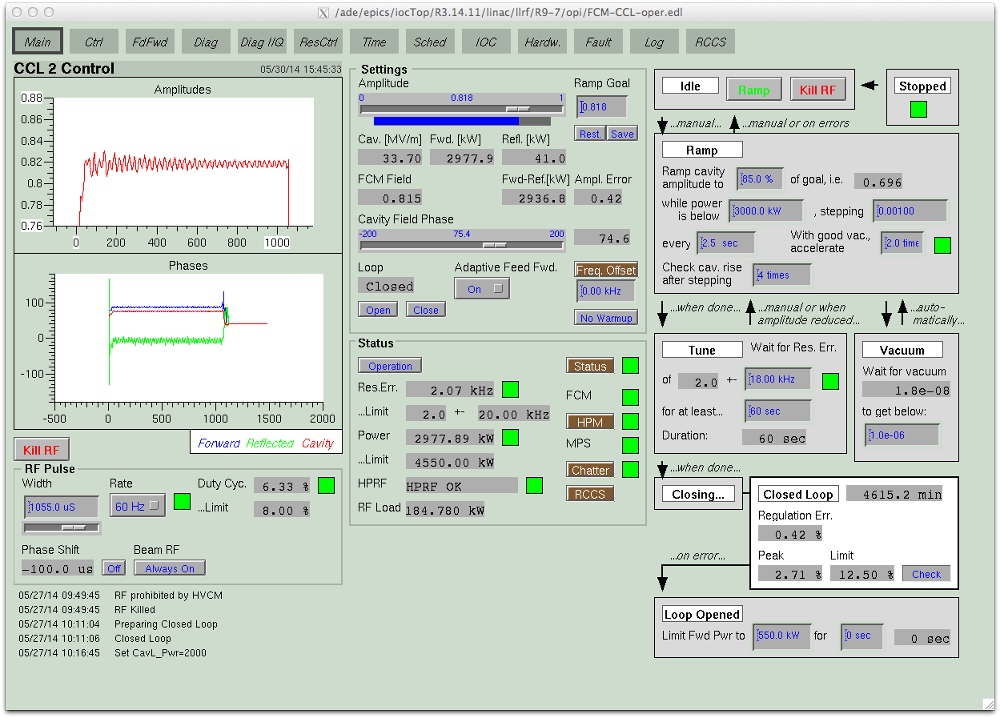 /ade/epics/iocTop/R3.14.11/linac/llrf/R9-7/opi/FCM-CCL-oper.edl
Main Ctrl FdFwd Diag Diag I/Q ResCtrl Time Sched IOC Hardw. Fault Log RCCS
CCL 2 Control 05/30/14 15:45:33
Amplitudes
0.88
0.86
0.84
0.82
0.8
0.78
0.76
0 200 400 600 800 1000
Phases
100
0
-100
-500 0 500 1000 1500 2000
Forward Reflected Cavity
Kill RF
RF Pulse
Width Rate Duty Cyc. 6.33 %
1055.0 uS 60 Hz ...Limit 8.00 %
Phase Shift Beam RF
-100.0 us Off Always On
05/27/14 09:49:45 RF prohibited by HVCM
05/27/14 09:49:45 RF Killed
05/27/14 10:11:04 Preparing Closed Loop
05/27/14 10:11:06 Closed Loop
05/27/14 10:16:45 Set CavL_Pwr=2000
Settings
Amplitude Ramp Goal
0 0.818 1
0.818
Rest. Save
Cav. [MV/m] Fwd. [kW] Refl. [kW]
33.70 2977.9 41.0
FCM Field Fwd-Ref.[kW] Ampl. Error
0.815 2936.8 0.42
Cavity Field Phase
-200 75.4 200
74.6
Loop Adaptive Feed Fwd. Freq. Offset
Closed On 0.00 kHz
Open Close No Warmup
Status
Operation Status
Res.Err. 2.07 kHz FCM
...Limit 2.0 +- 20.00 kHz HPM
Power 2977.89 kW MPS
...Limit 4550.00 kW Chatter
HPRF HPRF OK RCCS
RF Load 184.780 kW
Idle Ramp Kill RF Stopped
...manual... ...manual or on errors
Ramp
Ramp cavity
amplitude to 85.0 % of goal, i.e. 0.696
while power
is below 3000.0 kW , stepping 0.00100
every 2.5 sec With good vac.,
accelerate 2.0 time
Check cav. rise
after stepping 4 times
...when done... ...manual or when
amplitude reduced...
...auto-
matically...
Tune Wait for Res. Err.
of 2.0 +- 18.00 kHz
for at least... 60 sec
Duration: 60 sec
Vacuum
Wait for vacuum
1.8e-08
to get below:
1.0e-06
...when done...
Closing... Closed Loop 4615.2 min
Regulation Err.
0.42 %
Peak Limit
2.71 % 12.50 % Check
...on error...
Loop Opened
Limit Fwd Pwr to 550.0 kW for 0 sec 0 sec